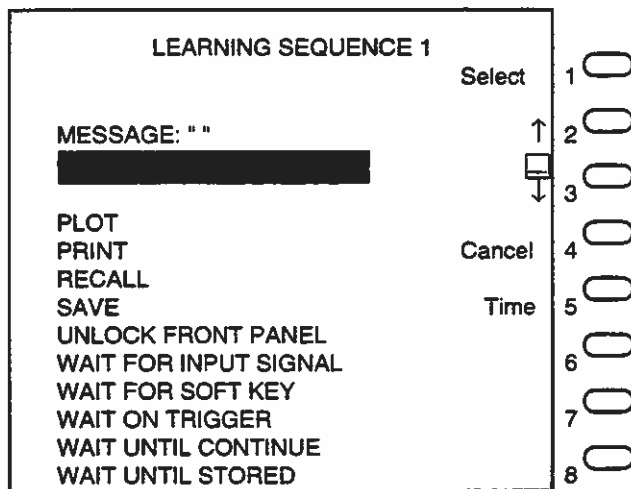 LEARNING SEQUENCE 1
Select 1
MESSAGE: " " ↑ 2
↓ 3
PLOT
PRINT Cancel 4
RECALL
SAVE Time 5
UNLOCK FRONT PANEL
WAIT FOR INPUT SIGNAL 6
WAIT FOR SOFT KEY
WAIT ON TRIGGER 7
WAIT UNTIL CONTINUE
WAIT UNTIL STORED 8